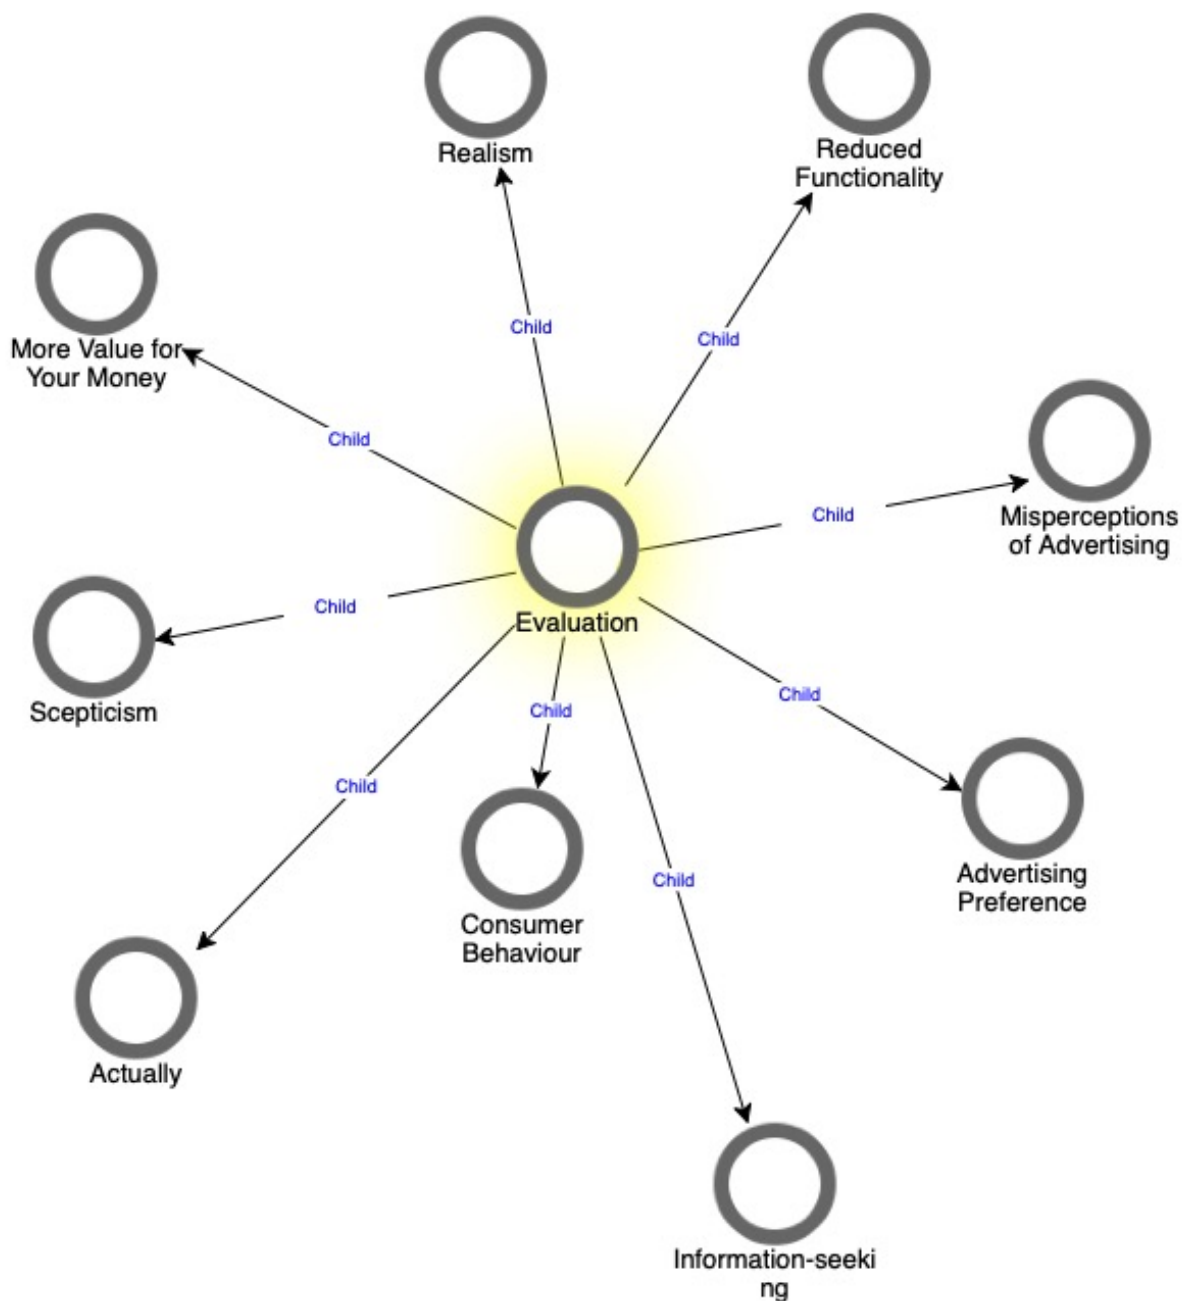 Realism
Reduced
Functionality
More Value for
Your Money
Child
Child
Child
Child
Misperceptions
of Advertising
Evaluation
Child
Scepticism
Child
Child
Child
Advertising
Preference
Child
Consumer
Behaviour
Actually
Information-seeki
ng